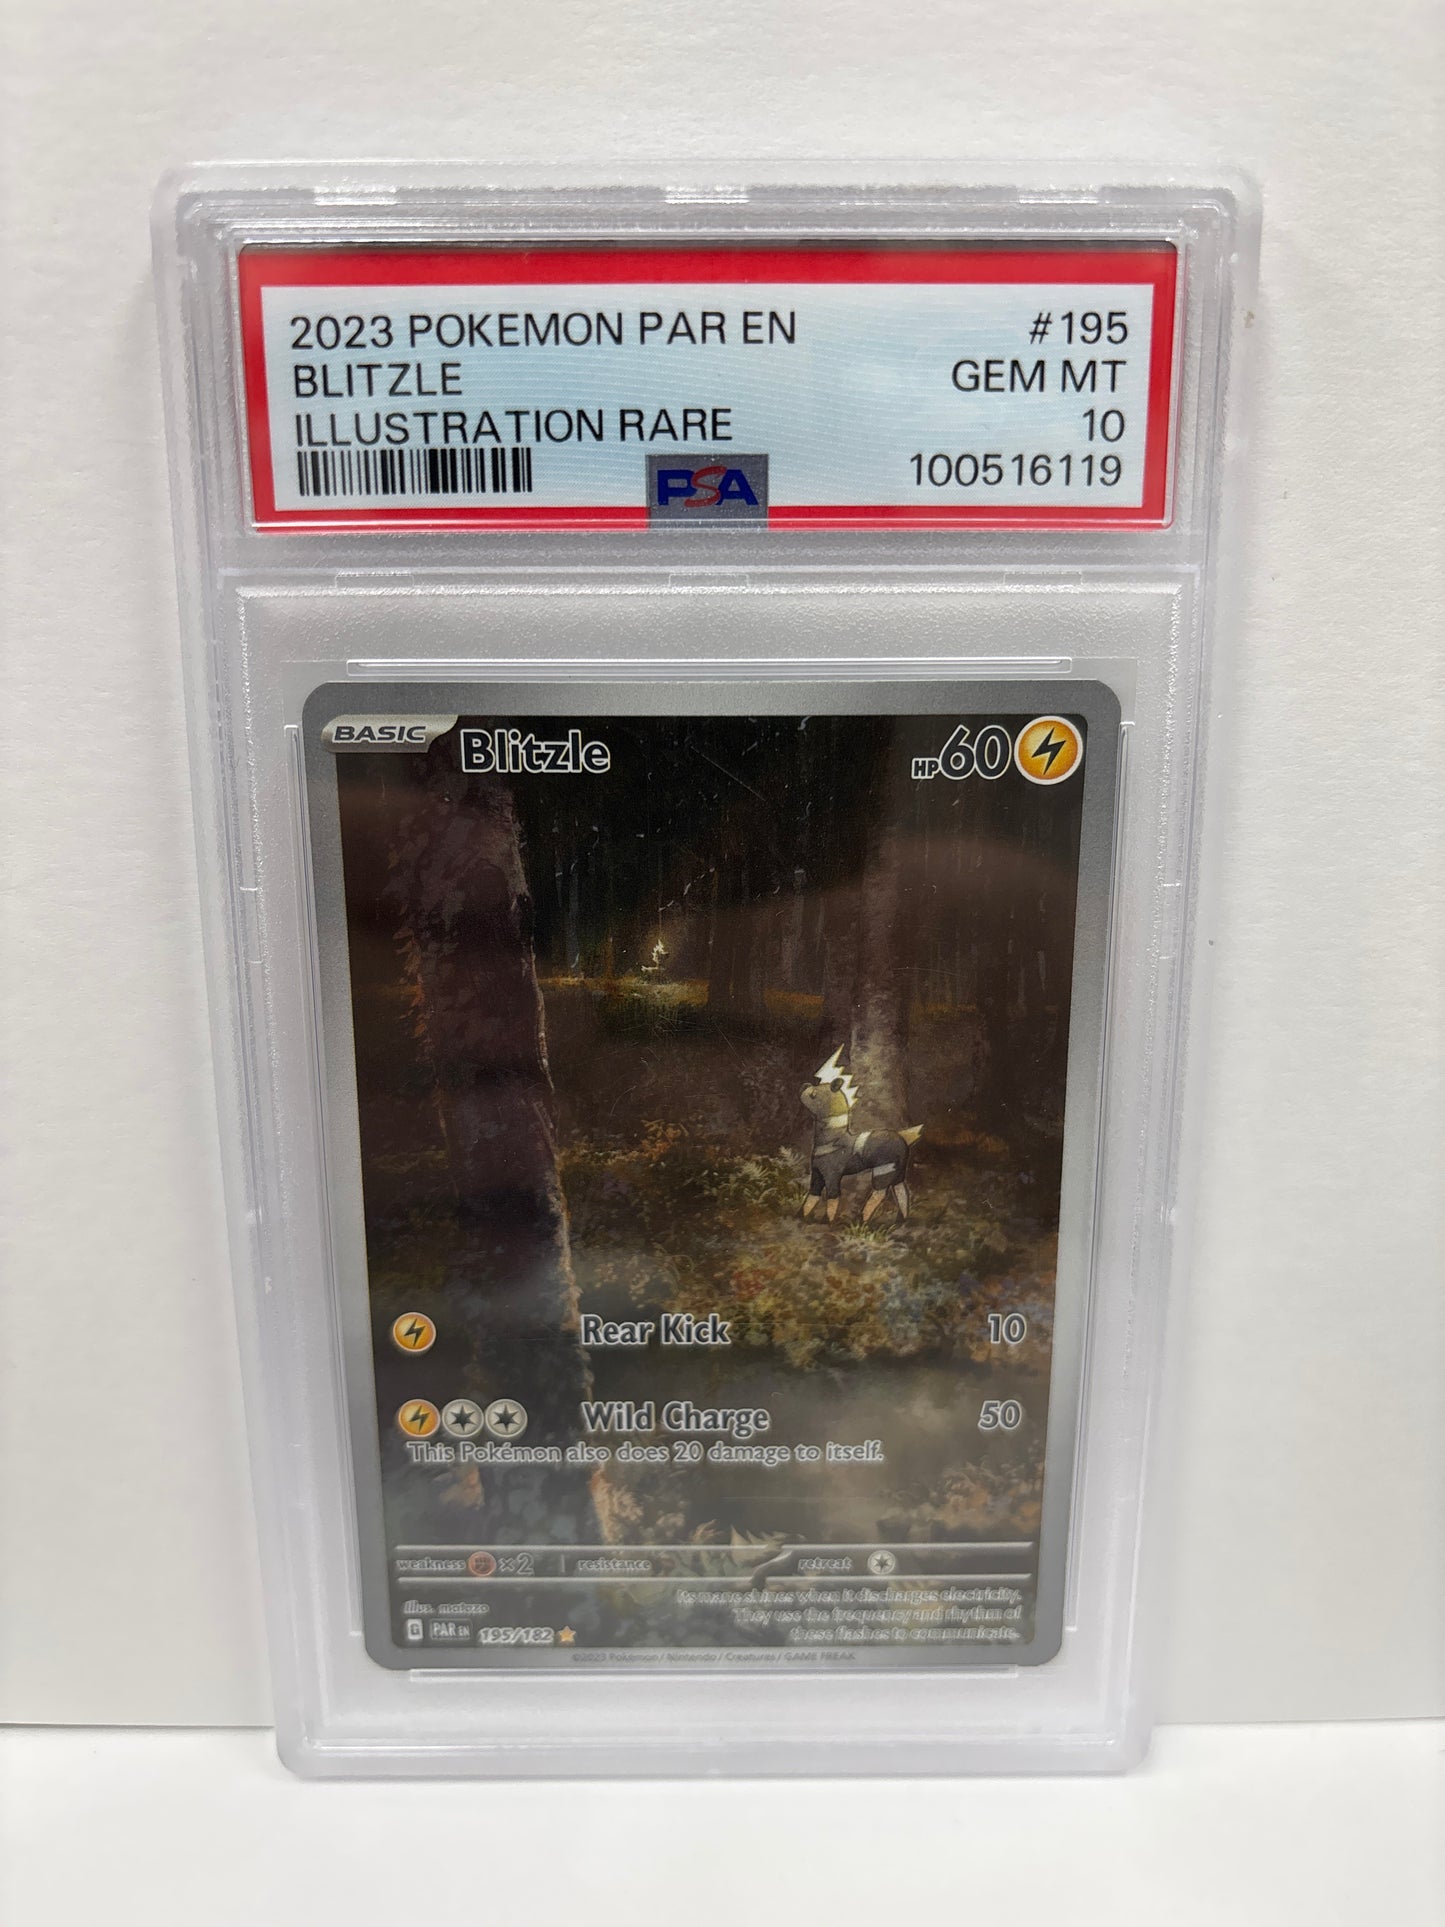 2023 POKEMON PAR EN #195
BLITZLE GEM MT
ILLUSTRATION RARE 10
PSA 100516119
BASIC Blitzle HP60
Rear Kick 10
Wild Charge 50
This Pokémon also does 20 damage to itself.
weakness ×2 resistance retreat
Its mane shines when it discharges electricity.
They use the frequency and rhythm of
these flashes to communicate.
Illus. matazo
G PAR EN 195/182
©2023 Pokémon / Nintendo / Creatures / GAME FREAK